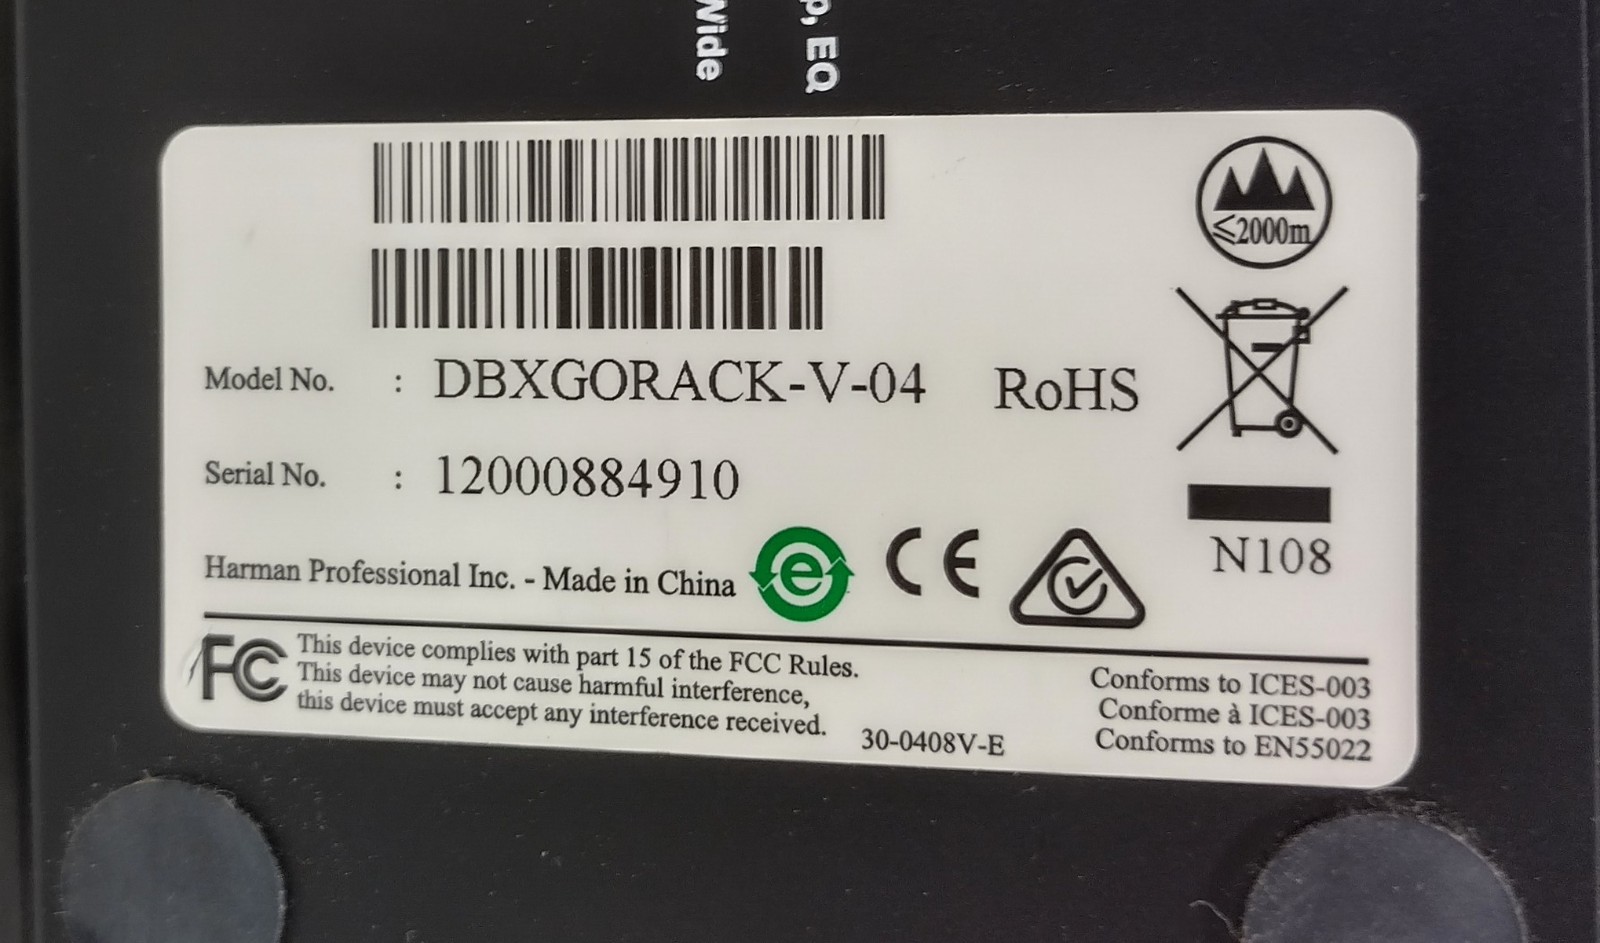 Wide
p, EQ
≤2000m
Model No. : DBXGORACK-V-04 RoHS
Serial No. : 12000884910
N108
Harman Professional Inc. - Made in China e CE
FC This device complies with part 15 of the FCC Rules.
This device may not cause harmful interference,
this device must accept any interference received.
30-0408V-E
Conforms to ICES-003
Conforme à ICES-003
Conforms to EN55022